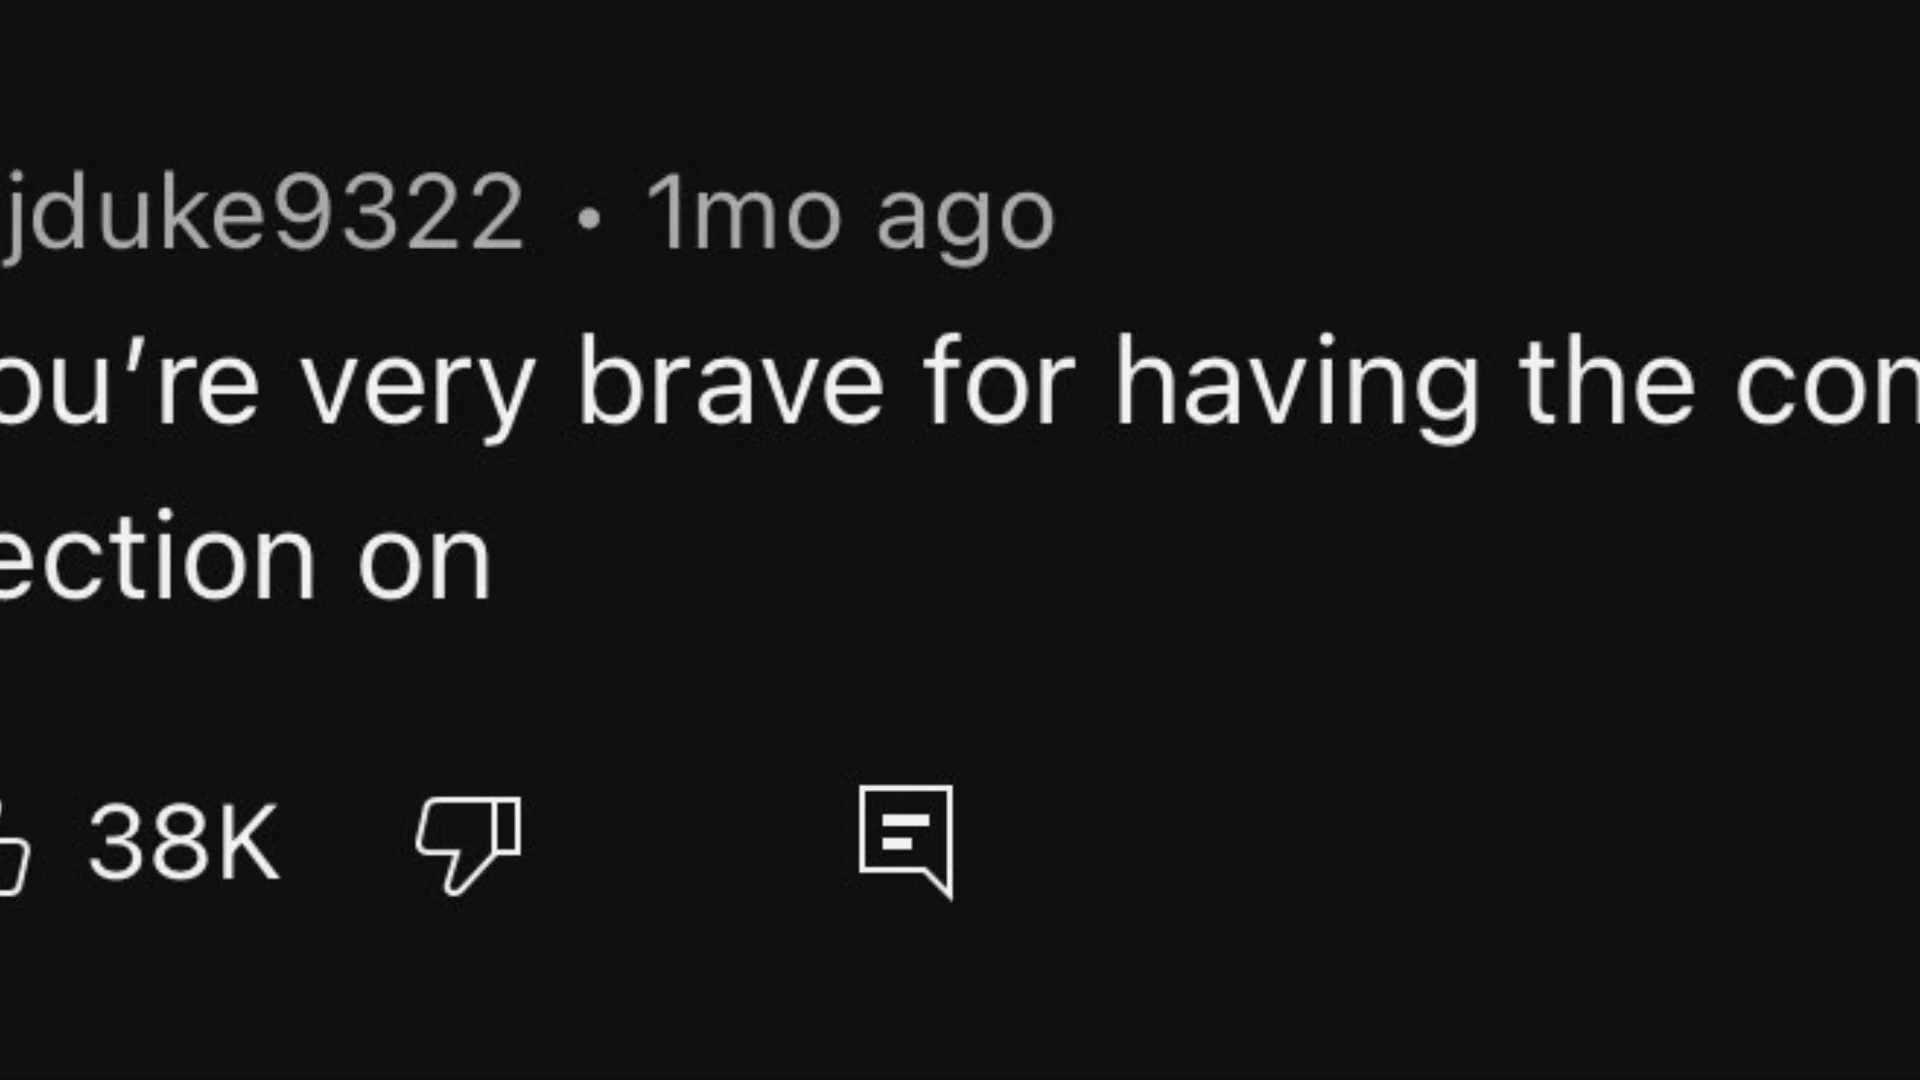 jduke9322 • 1mo ago
ou're very brave for having the con
ection on
38K